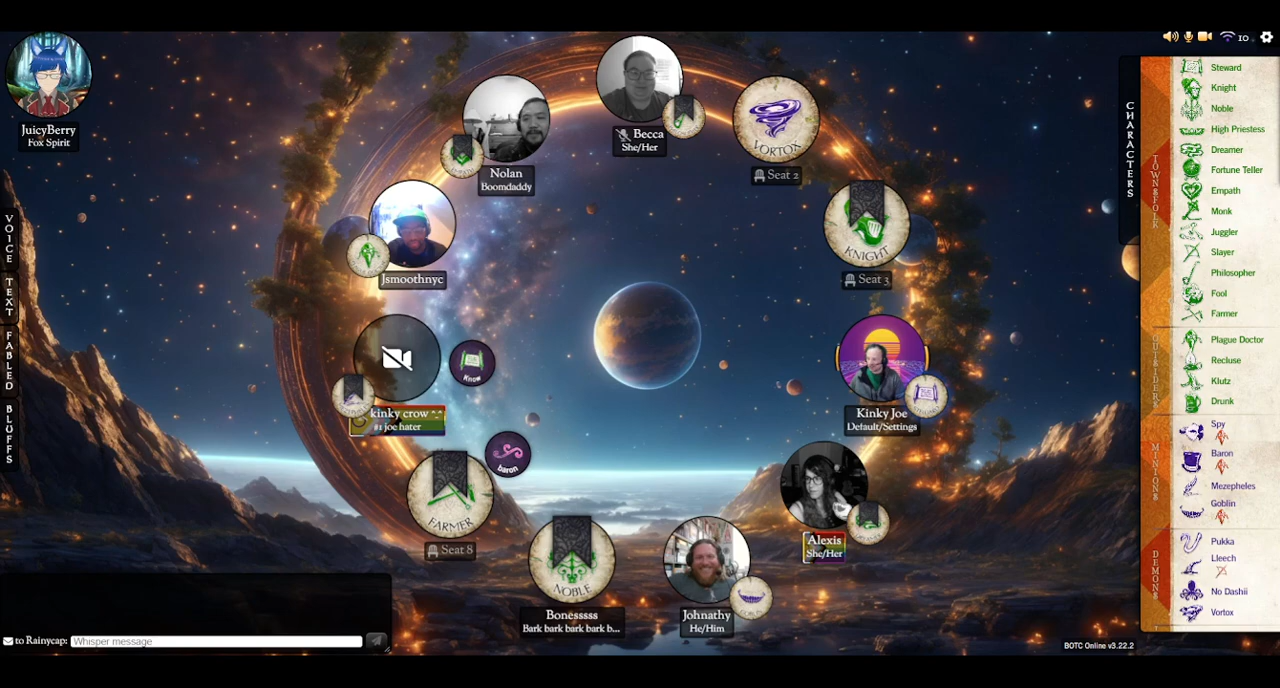 JuicyBerry
Fox Spirit
IO
VOICE
TEXT
FABLED
BLUFFS
Becca
She/Her
VORTOX
Seat 2
Nolan
Boomdaddy
KNIGHT
Seat 3
Jsmoothnyc
Know
kinky crow ^^
#1 joe hater
Kinky Joe
Default/Settings
baron
FARMER
Seat 8
Alexis
She/Her
NOBLE
Bonesssss
Bark bark bark bark b...
Johnathy
He/Him
to Rainycap:
Whisper message
BOTC Online v3.22.2
CHARACTERS
TOWNSFOLK
Steward
Knight
Noble
High Priestess
Dreamer
Fortune Teller
Empath
Monk
Juggler
Slayer
Philosopher
Fool
Farmer
OUTSIDERS
Plague Doctor
Recluse
Klutz
Drunk
MINIONS
Spy
Baron
Mezepheles
Goblin
DEMONS
Pukka
Lleech
No Dashii
Vortox